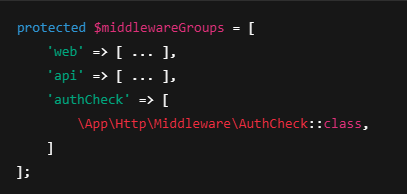 protected $middlewareGroups = [
    'web' => [ ... ],
    'api' => [ ... ],
    'authCheck' => [
        \App\Http\Middleware\AuthCheck::class,
    ]
];